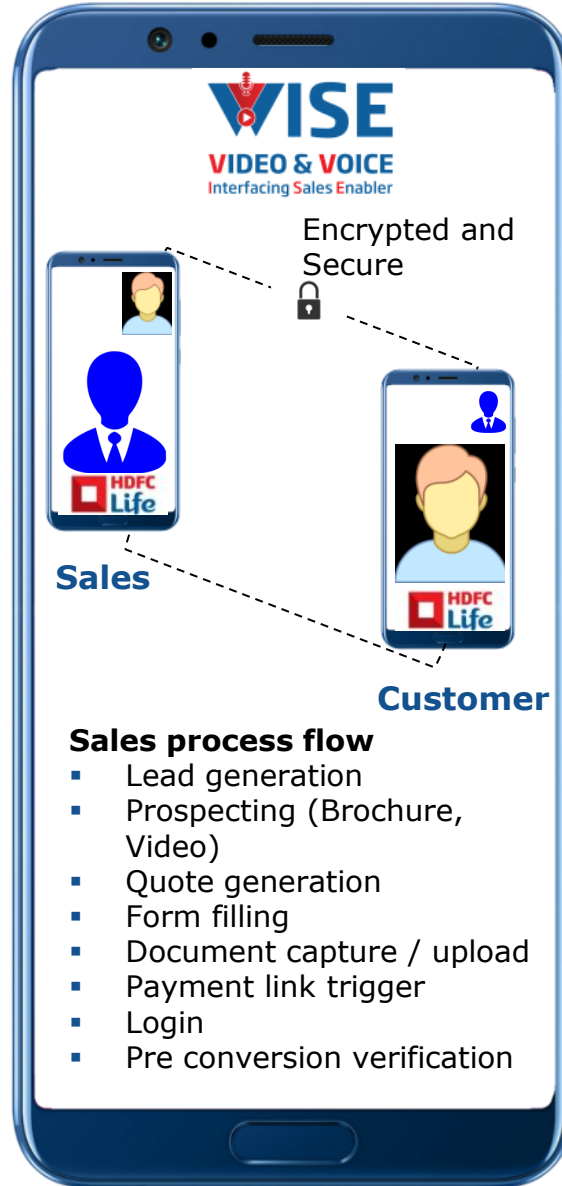 WISE
VIDEO & VOICE
Interfacing Sales Enabler
Encrypted and
Secure
HDFC
Life
Sales
HDFC
Life
Customer
Sales process flow
▪ Lead generation
▪ Prospecting (Brochure,
Video)
▪ Quote generation
▪ Form filling
▪ Document capture / upload
▪ Payment link trigger
▪ Login
▪ Pre conversion verification